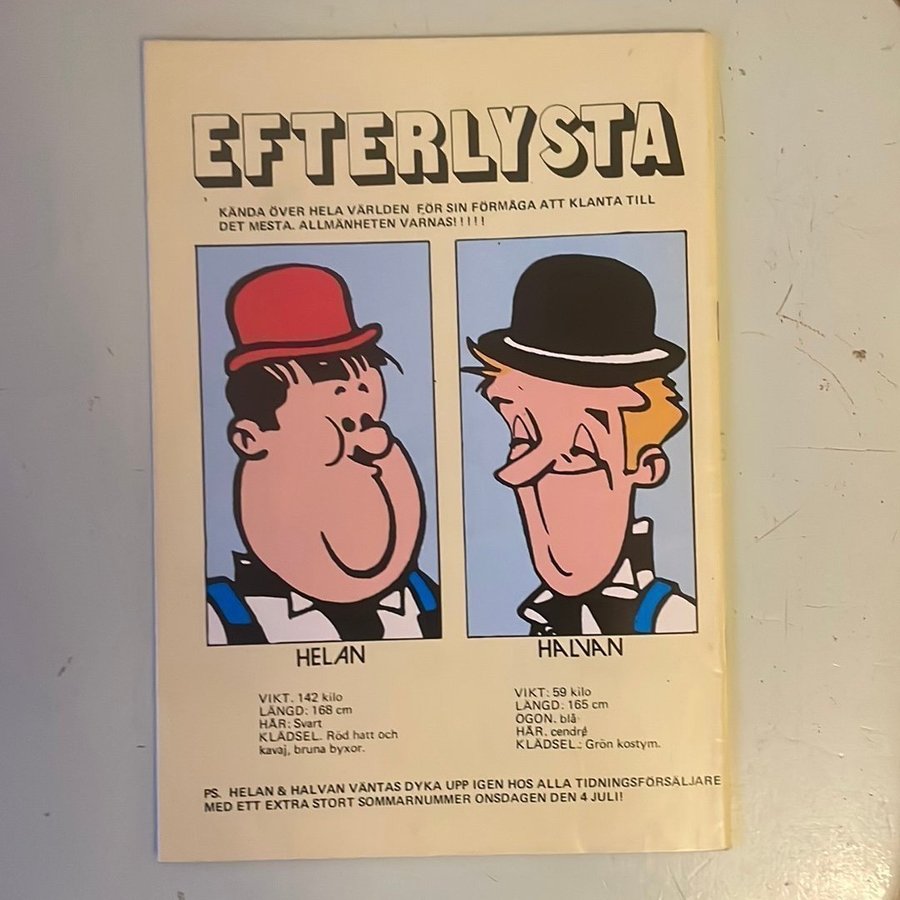 EFTERLYSTA
KÄNDA ÖVER HELA VÄRLDEN FÖR SIN FÖRMÅGA ATT KLANTA TILL
DET MESTA. ALLMÄNHETEN VARNAS!!!!!
HELAN
VIKT. 142 kilo
LÄNGD: 168 cm
HÅR: Svart
KLÄDSEL. Röd hatt och
kavaj, bruna byxor.
HALVAN
VIKT: 59 kilo
LÄNGD: 165 cm
ÖGON. blå
HÅR. cendré
KLÄDSEL.: Grön kostym.
PS. HELAN & HALVAN VÄNTAS DYKA UPP IGEN HOS ALLA TIDNINGSFÖRSÄLJARE
MED ETT EXTRA STORT SOMMARNUMMER ONSDAGEN DEN 4 JULI!